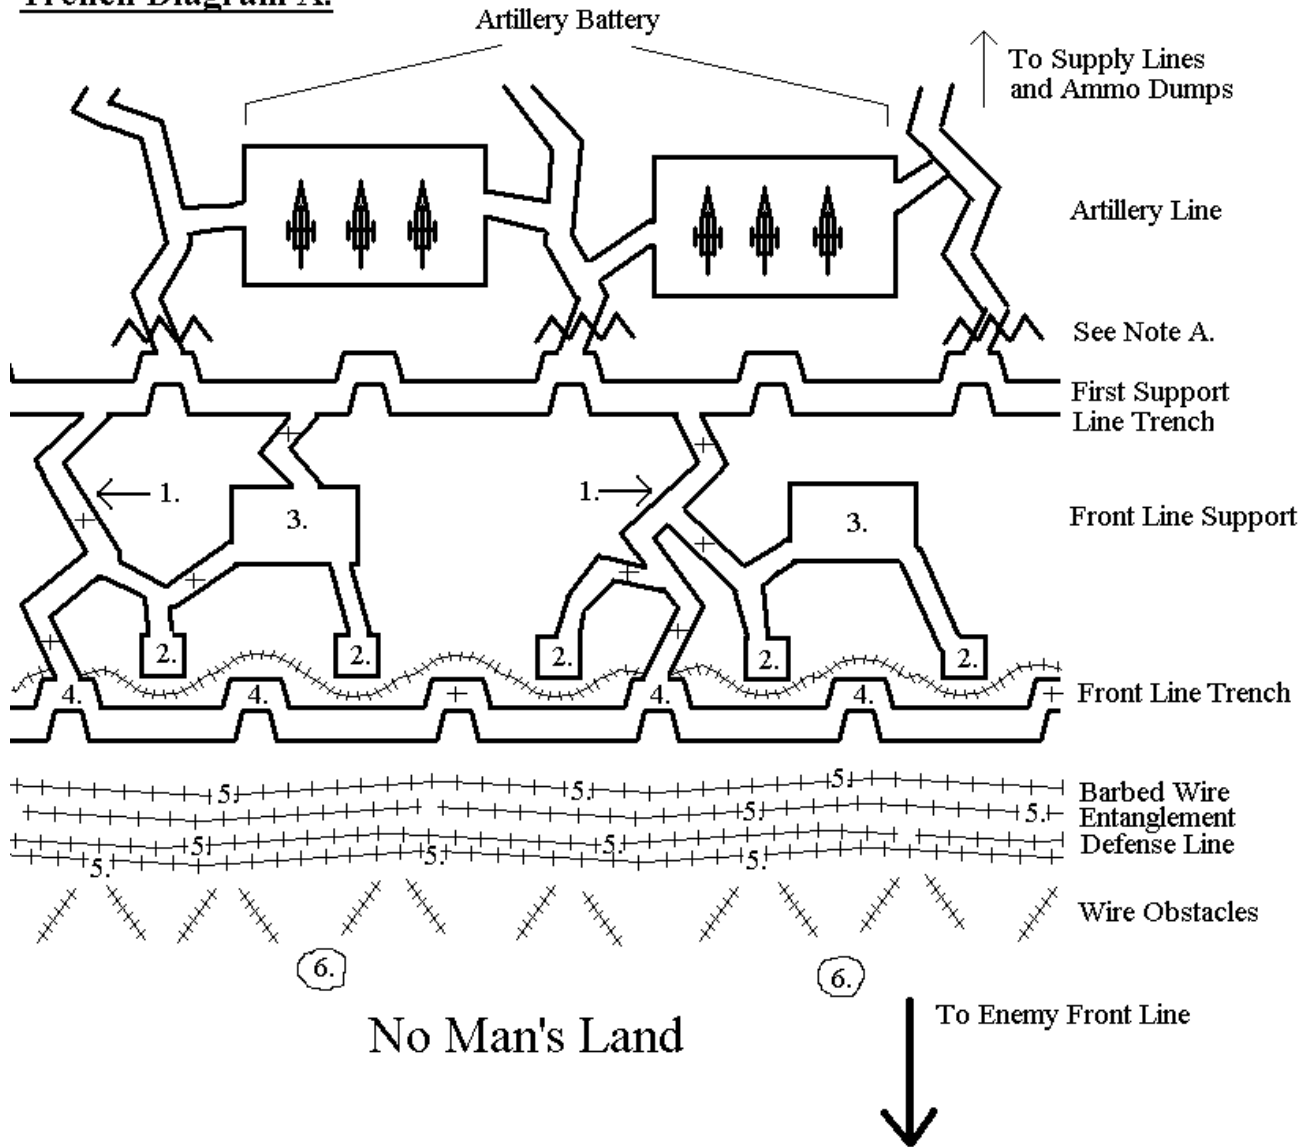 Trench Diagram A.
Artillery Battery
To Supply Lines
and Ammo Dumps
Artillery Line
See Note A.
First Support
Line Trench
1.
1.
3.
3.
Front Line Support
2.
2.
2.
2.
2.
4.
4.
4.
4.
Front Line Trench
5.
5.
5.
Barbed Wire
5.
5.
Entanglement
5.
5.
Defense Line
5.
5.
5.
Wire Obstacles
6.
6.
To Enemy Front Line
No Man's Land